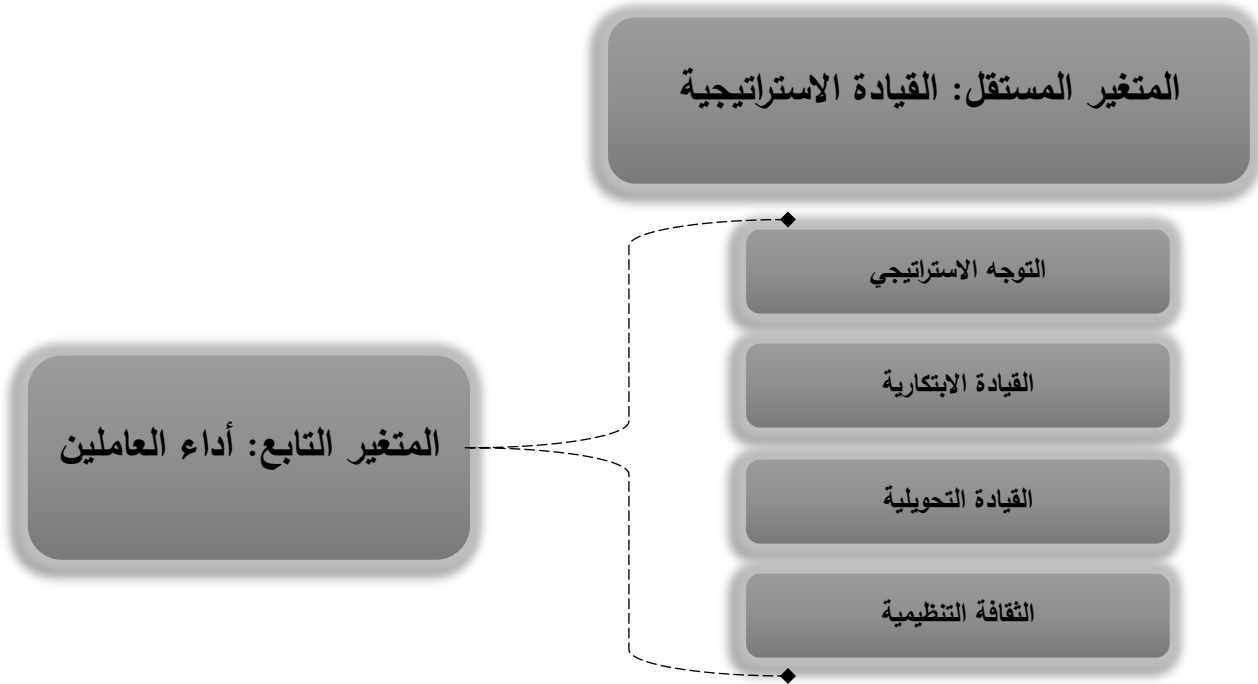 المتغير المستقل: القيادة الاستراتيجية
التوجه الاستراتيجي
القيادة الابتكارية
القيادة التحويلية
الثقافة التنظيمية
المتغير التابع: أداء العاملين